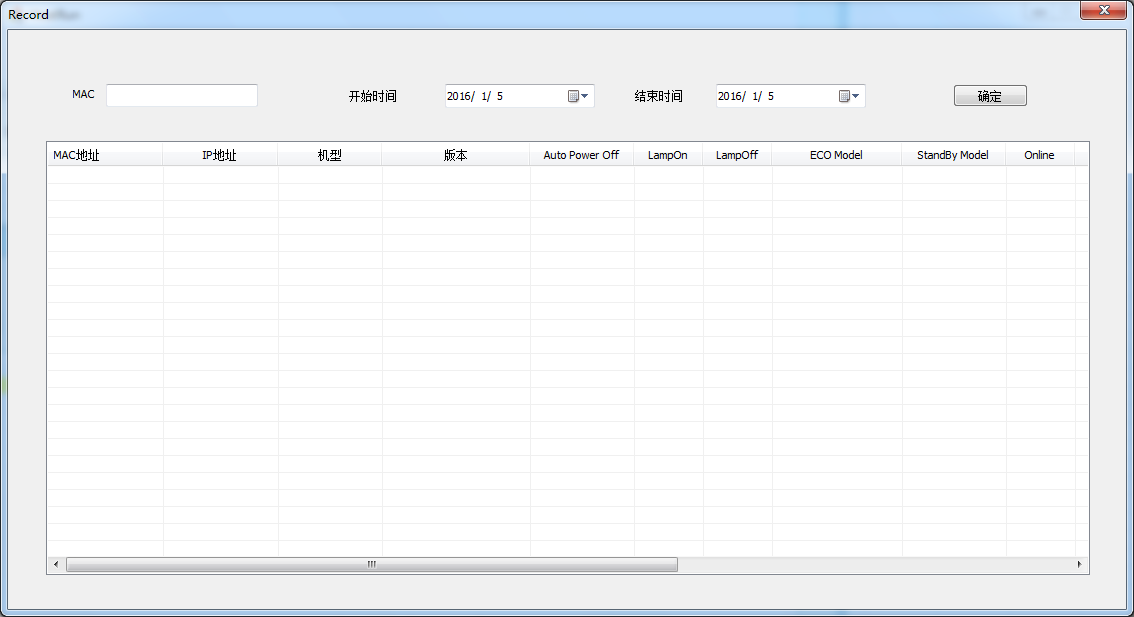 Record
MAC 开始时间 2016/ 1/ 5 结束时间 2016/ 1/ 5 确定
MAC地址 IP地址 机型 版本 Auto Power Off LampOn LampOff ECO Model StandBy Model Online